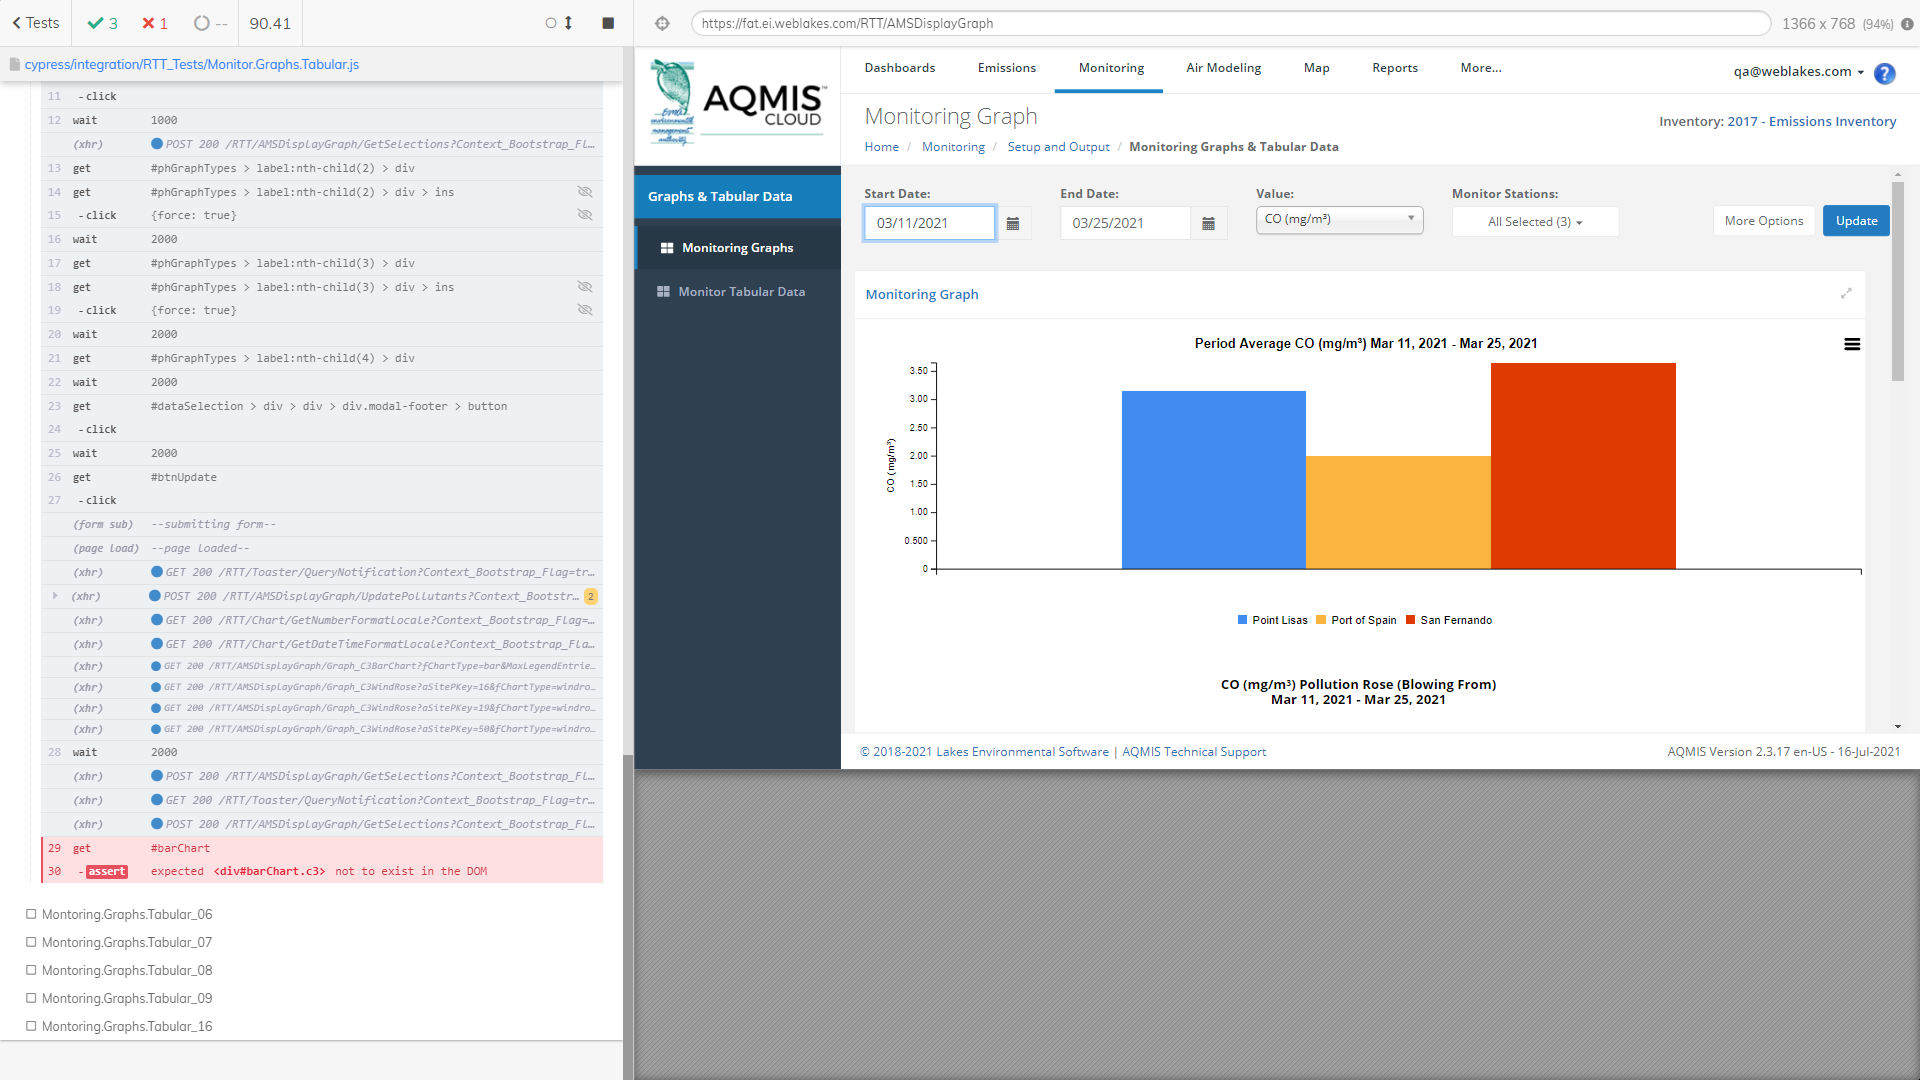 Tests 3 1 -- 90.41
https://fat.ei.weblakes.com/RTT/AMSDisplayGraph 1366 x 768 (94%)
cypress/integration/RTT_Tests/Monitor.Graphs.Tabular.js
11 - click
12 wait 1000
(xhr) POST 200 /RTT/AMSDisplayGraph/GetSelections?Context_Bootstrap_Fl...
13 get #phGraphTypes > label:nth-child(2) > div
14 get #phGraphTypes > label:nth-child(2) > div > ins
15 - click {force: true}
16 wait 2000
17 get #phGraphTypes > label:nth-child(3) > div
18 get #phGraphTypes > label:nth-child(3) > div > ins
19 - click {force: true}
20 wait 2000
21 get #phGraphTypes > label:nth-child(4) > div
22 wait 2000
23 get #dataSelection > div > div > div.modal-footer > button
24 - click
25 wait 2000
26 get #btnUpdate
27 - click
(form sub) --submitting form--
(page load) --page loaded--
(xhr) GET 200 /RTT/Toaster/QueryNotification?Context_Bootstrap_Flag=tr...
(xhr) POST 200 /RTT/AMSDisplayGraph/UpdatePollutants?Context_Bootstr... 2
(xhr) GET 200 /RTT/Chart/GetNumberFormatLocale?Context_Bootstrap_Flag=...
(xhr) GET 200 /RTT/Chart/GetDateTimeFormatLocale?Context_Bootstrap_Fla...
(xhr) GET 200 /RTT/AMSDisplayGraph/Graph_C3BarChart?fChartType=bar&MaxLegendEntrie...
(xhr) GET 200 /RTT/AMSDisplayGraph/Graph_C3WindRose?aSitePKey=16&fChartType=windro...
(xhr) GET 200 /RTT/AMSDisplayGraph/Graph_C3WindRose?aSitePKey=19&fChartType=windro...
(xhr) GET 200 /RTT/AMSDisplayGraph/Graph_C3WindRose?aSitePKey=50&fChartType=windro...
28 wait 2000
(xhr) POST 200 /RTT/AMSDisplayGraph/GetSelections?Context_Bootstrap_Fl...
(xhr) GET 200 /RTT/Toaster/QueryNotification?Context_Bootstrap_Flag=tr...
(xhr) POST 200 /RTT/AMSDisplayGraph/GetSelections?Context_Bootstrap_Fl...
29 get #barChart
30 - assert expected <div#barChart.c3> not to exist in the DOM
Montoring.Graphs.Tabular_06
Montoring.Graphs.Tabular_07
Montoring.Graphs.Tabular_08
Montoring.Graphs.Tabular_09
Montoring.Graphs.Tabular_16
AQMIS™
CLOUD
environmental
management
authority
Dashboards Emissions Monitoring Air Modeling Map Reports More... qa@weblakes.com ?
Monitoring Graph
Inventory: 2017 - Emissions Inventory
Home / Monitoring / Setup and Output / Monitoring Graphs & Tabular Data
Graphs & Tabular Data
Monitoring Graphs
Monitor Tabular Data
Start Date: End Date: Value: Monitor Stations:
03/11/2021 03/25/2021 CO (mg/m³) All Selected (3) More Options Update
Monitoring Graph
Period Average CO (mg/m³) Mar 11, 2021 - Mar 25, 2021
3.50
3.00
2.50
2.00
1.50
1.00
0.500
0
CO (mg/m³)
Point Lisas Port of Spain San Fernando
CO (mg/m³) Pollution Rose (Blowing From)
Mar 11, 2021 - Mar 25, 2021
© 2018-2021 Lakes Environmental Software | AQMIS Technical Support
AQMIS Version 2.3.17 en-US - 16-Jul-2021